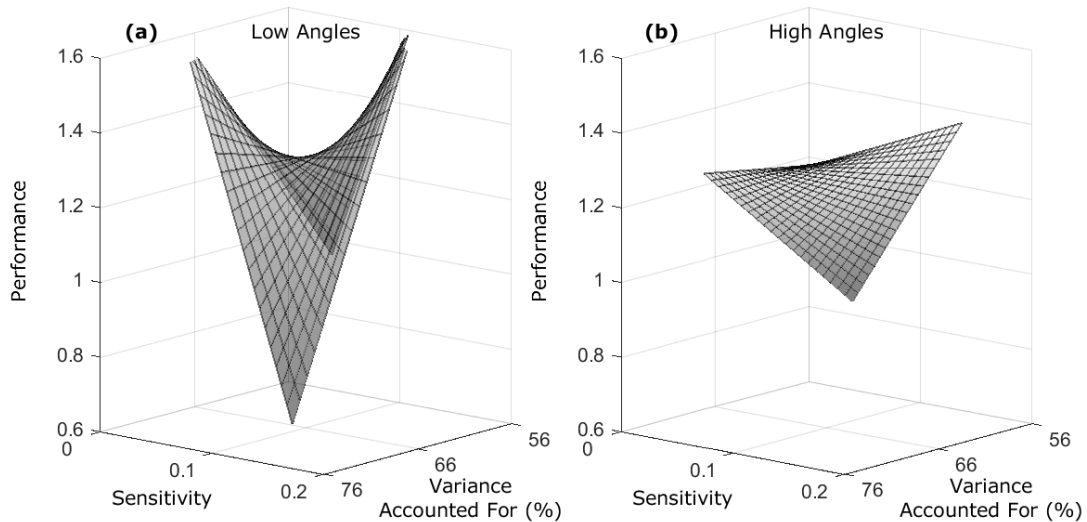 (a) Low Angles
1.6
1.4
1.2
1
0.8
0.6
Performance
0
0.1
0.2
Sensitivity
76
66
56
Variance
Accounted For (%)
(b) High Angles
1.6
1.4
1.2
1
0.8
0.6
Performance
0
0.1
0.2
Sensitivity
76
66
56
Variance
Accounted For (%)